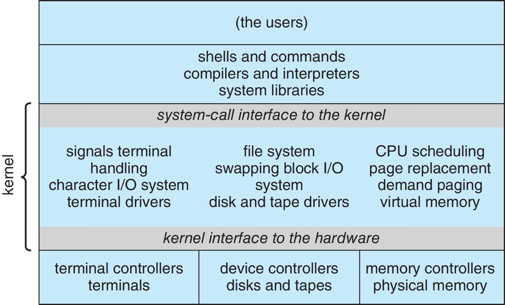 (the users)
shells and commands
compilers and interpreters
system libraries
system-call interface to the kernel
kernel
signals terminal
handling
character I/O system
terminal drivers
file system
swapping block I/O
system
disk and tape drivers
CPU scheduling
page replacement
demand paging
virtual memory
kernel interface to the hardware
terminal controllers
terminals
device controllers
disks and tapes
memory controllers
physical memory